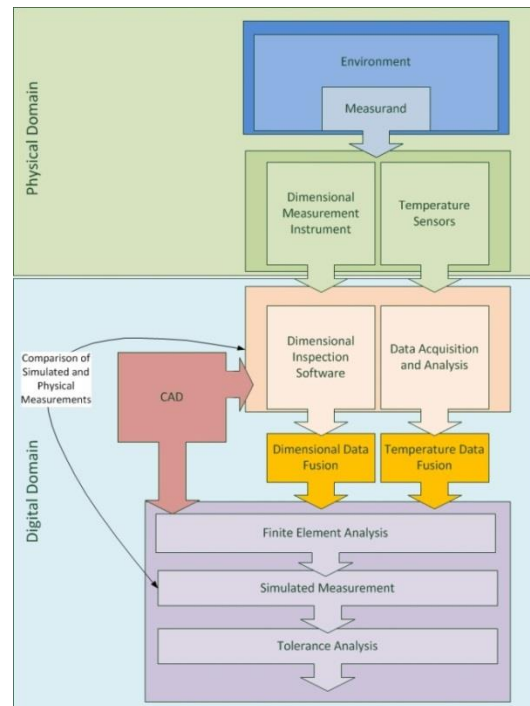 Physical Domain
Environment
Measurand
Dimensional
Measurement
Instrument
Temperature
Sensors
Digital Domain
Comparison of
Simulated and
Physical
Measurements
CAD
Dimensional
Inspection
Software
Data Acquisition
and Analysis
Dimensional Data
Fusion
Temperature Data
Fusion
Finite Element Analysis
Simulated Measurement
Tolerance Analysis